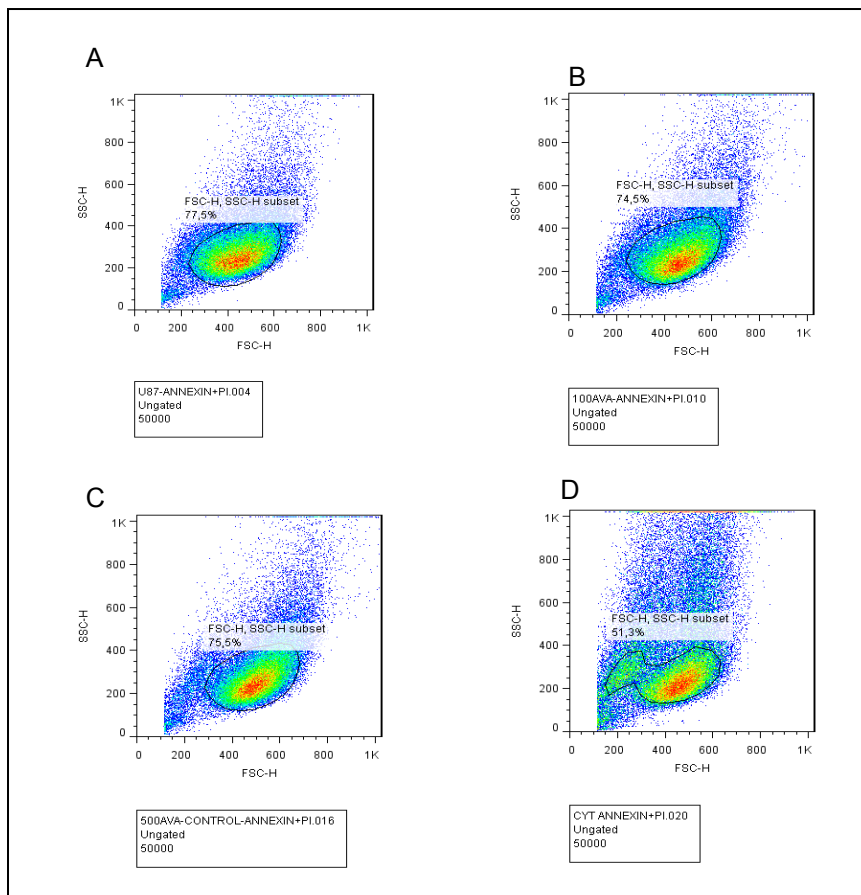 A
1K
800
600
400
200
0
SSC-H
FSC-H, SSC-H subset
77,5%
0 200 400 600 800 1K
FSC-H
U87-ANNEXIN+PI.004
Ungated
50000
B
1K
800
600
400
200
0
SSC-H
FSC-H, SSC-H subset
74,5%
0 200 400 600 800 1K
FSC-H
100AVA-ANNEXIN+PI.010
Ungated
50000
C
1K
800
600
400
200
0
SSC-H
FSC-H, SSC-H subset
75,5%
0 200 400 600 800 1K
FSC-H
500AVA-CONTROL-ANNEXIN+PI.016
Ungated
50000
D
1K
800
600
400
200
0
SSC-H
FSC-H, SSC-H subset
51,3%
0 200 400 600 800 1K
FSC-H
CYT ANNEXIN+PI.020
Ungated
50000